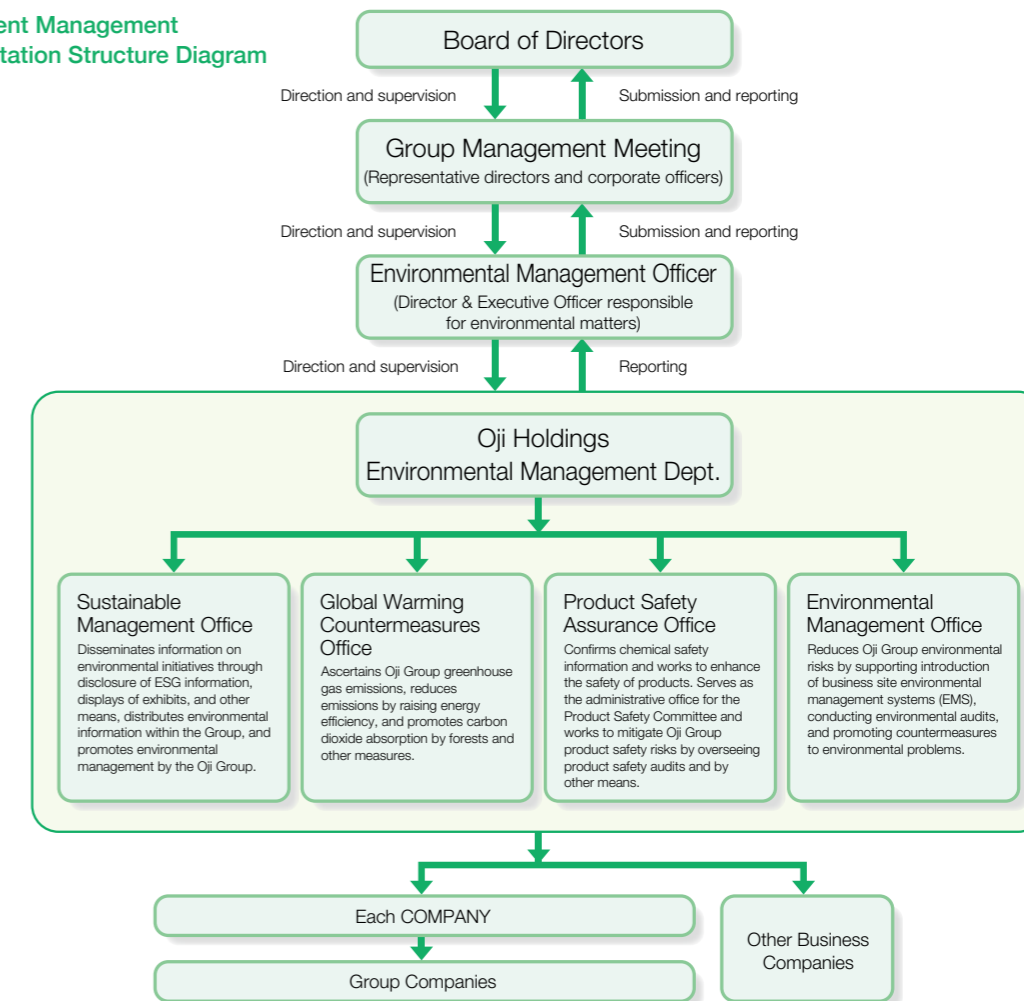 ent Management
tation Structure Diagram
Board of Directors
Direction and supervision
Submission and reporting
Group Management Meeting
(Representative directors and corporate officers)
Direction and supervision
Submission and reporting
Environmental Management Officer
(Director & Executive Officer responsible
for environmental matters)
Direction and supervision
Reporting
Oji Holdings
Environmental Management Dept.
Sustainable
Management Office
Disseminates information on
environmental initiatives through
disclosure of ESG information,
displays of exhibits, and other
means, distributes environmental
information within the Group, and
promotes environmental
management by the Oji Group.
Global Warming
Countermeasures
Office
Ascertains Oji Group greenhouse
gas emissions, reduces
emissions by raising energy
efficiency, and promotes carbon
dioxide absorption by forests and
other measures.
Product Safety
Assurance Office
Confirms chemical safety
information and works to enhance
the safety of products. Serves as
the administrative office for the
Product Safety Committee and
works to mitigate Oji Group
product safety risks by overseeing
product safety audits and by
other means.
Environmental
Management Office
Reduces Oji Group environmental
risks by supporting introduction
of business site environmental
management systems (EMS),
conducting environmental audits,
and promoting countermeasures
to environmental problems.
Each COMPANY
Group Companies
Other Business
Companies